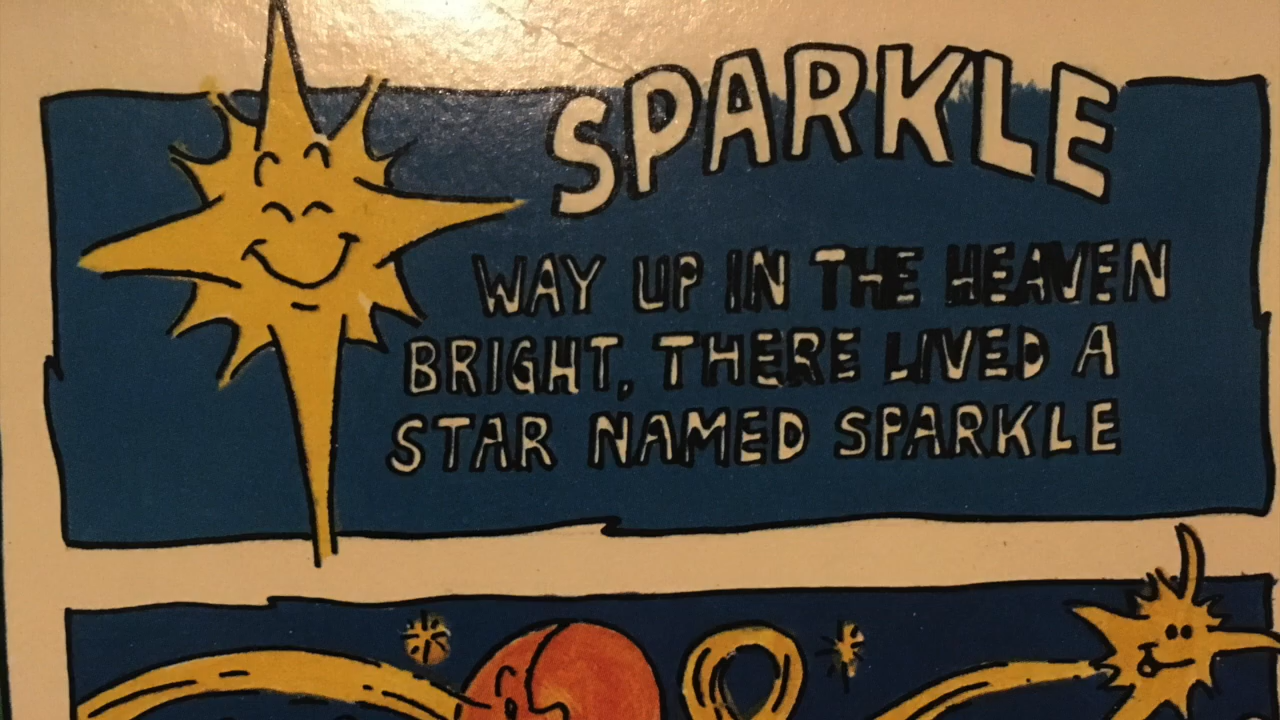 SPARKLE
WAY UP IN THE HEAVEN
BRIGHT, THERE LIVED A
STAR NAMED SPARKLE